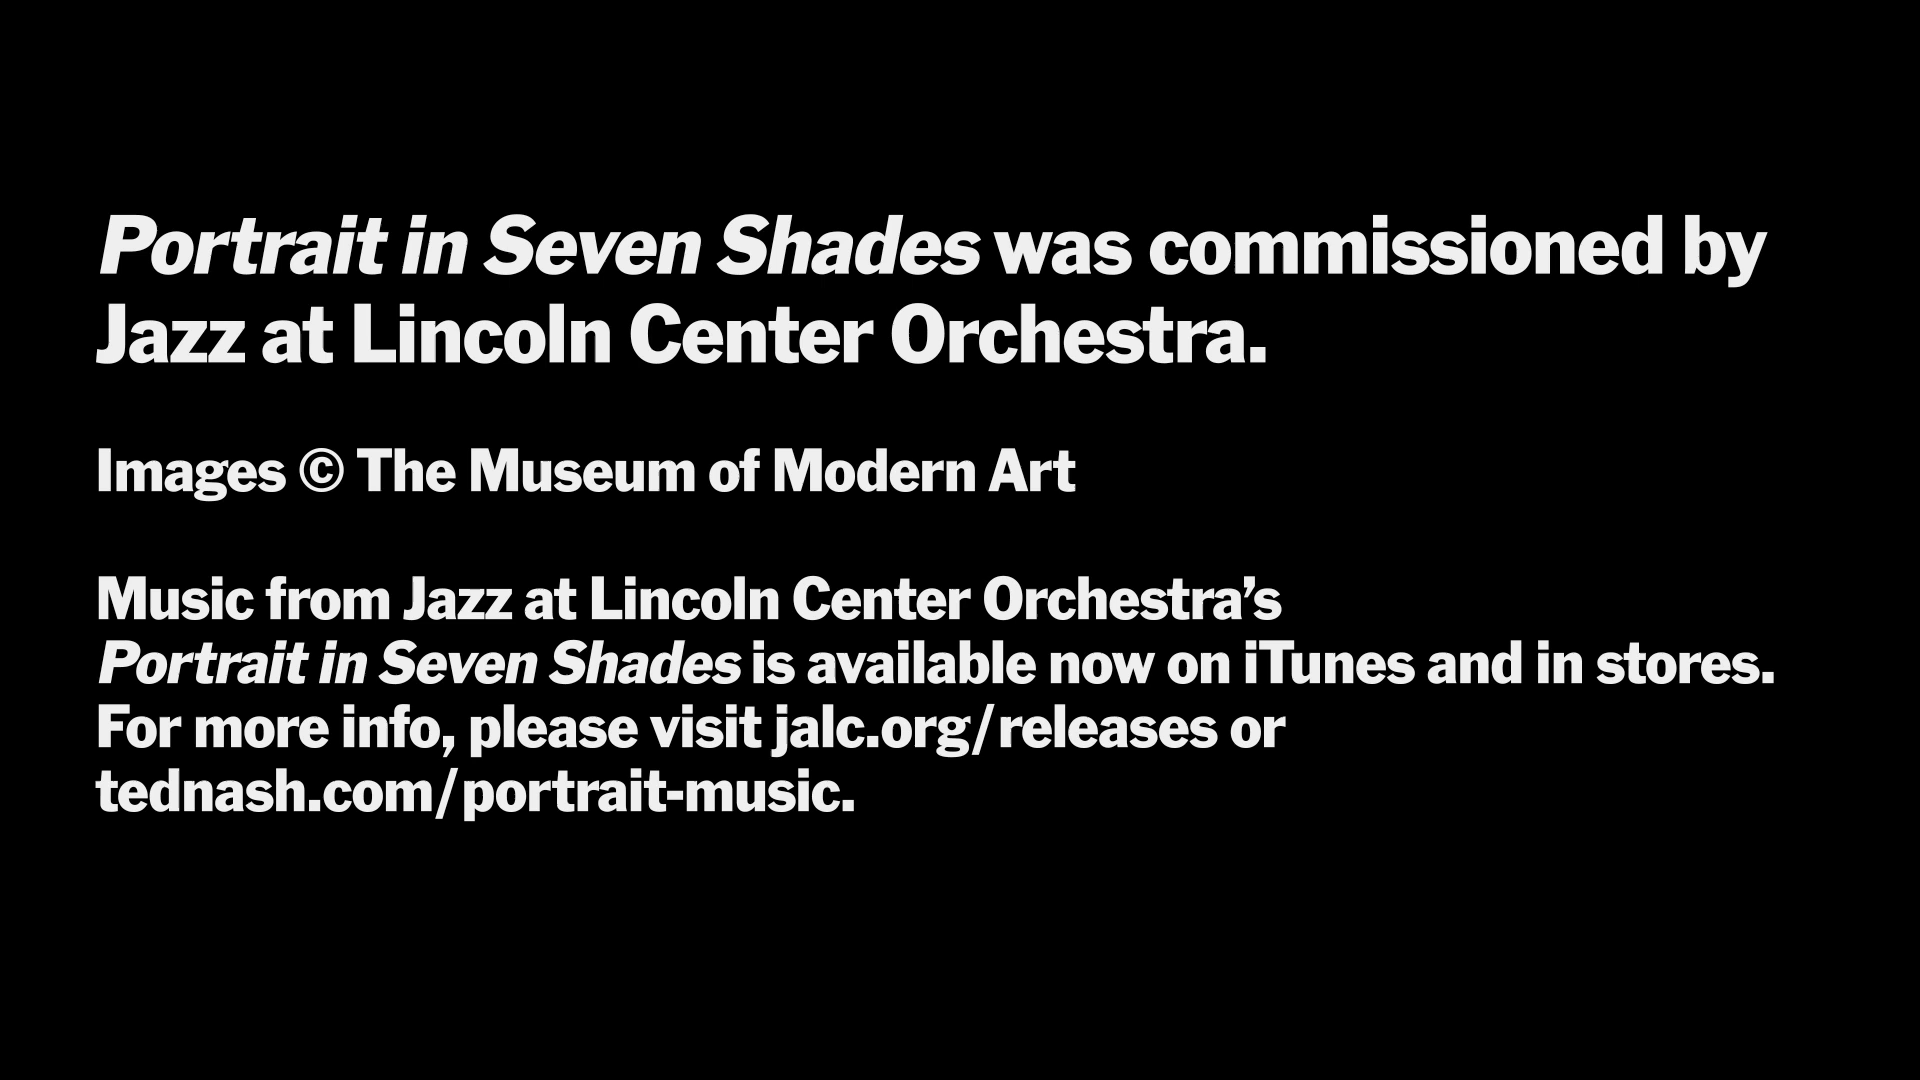 Portrait in Seven Shades was commissioned by
Jazz at Lincoln Center Orchestra.
Images © The Museum of Modern Art
Music from Jazz at Lincoln Center Orchestra’s
Portrait in Seven Shades is available now on iTunes and in stores.
For more info, please visit jalc.org/releases or
tednash.com/portrait-music.